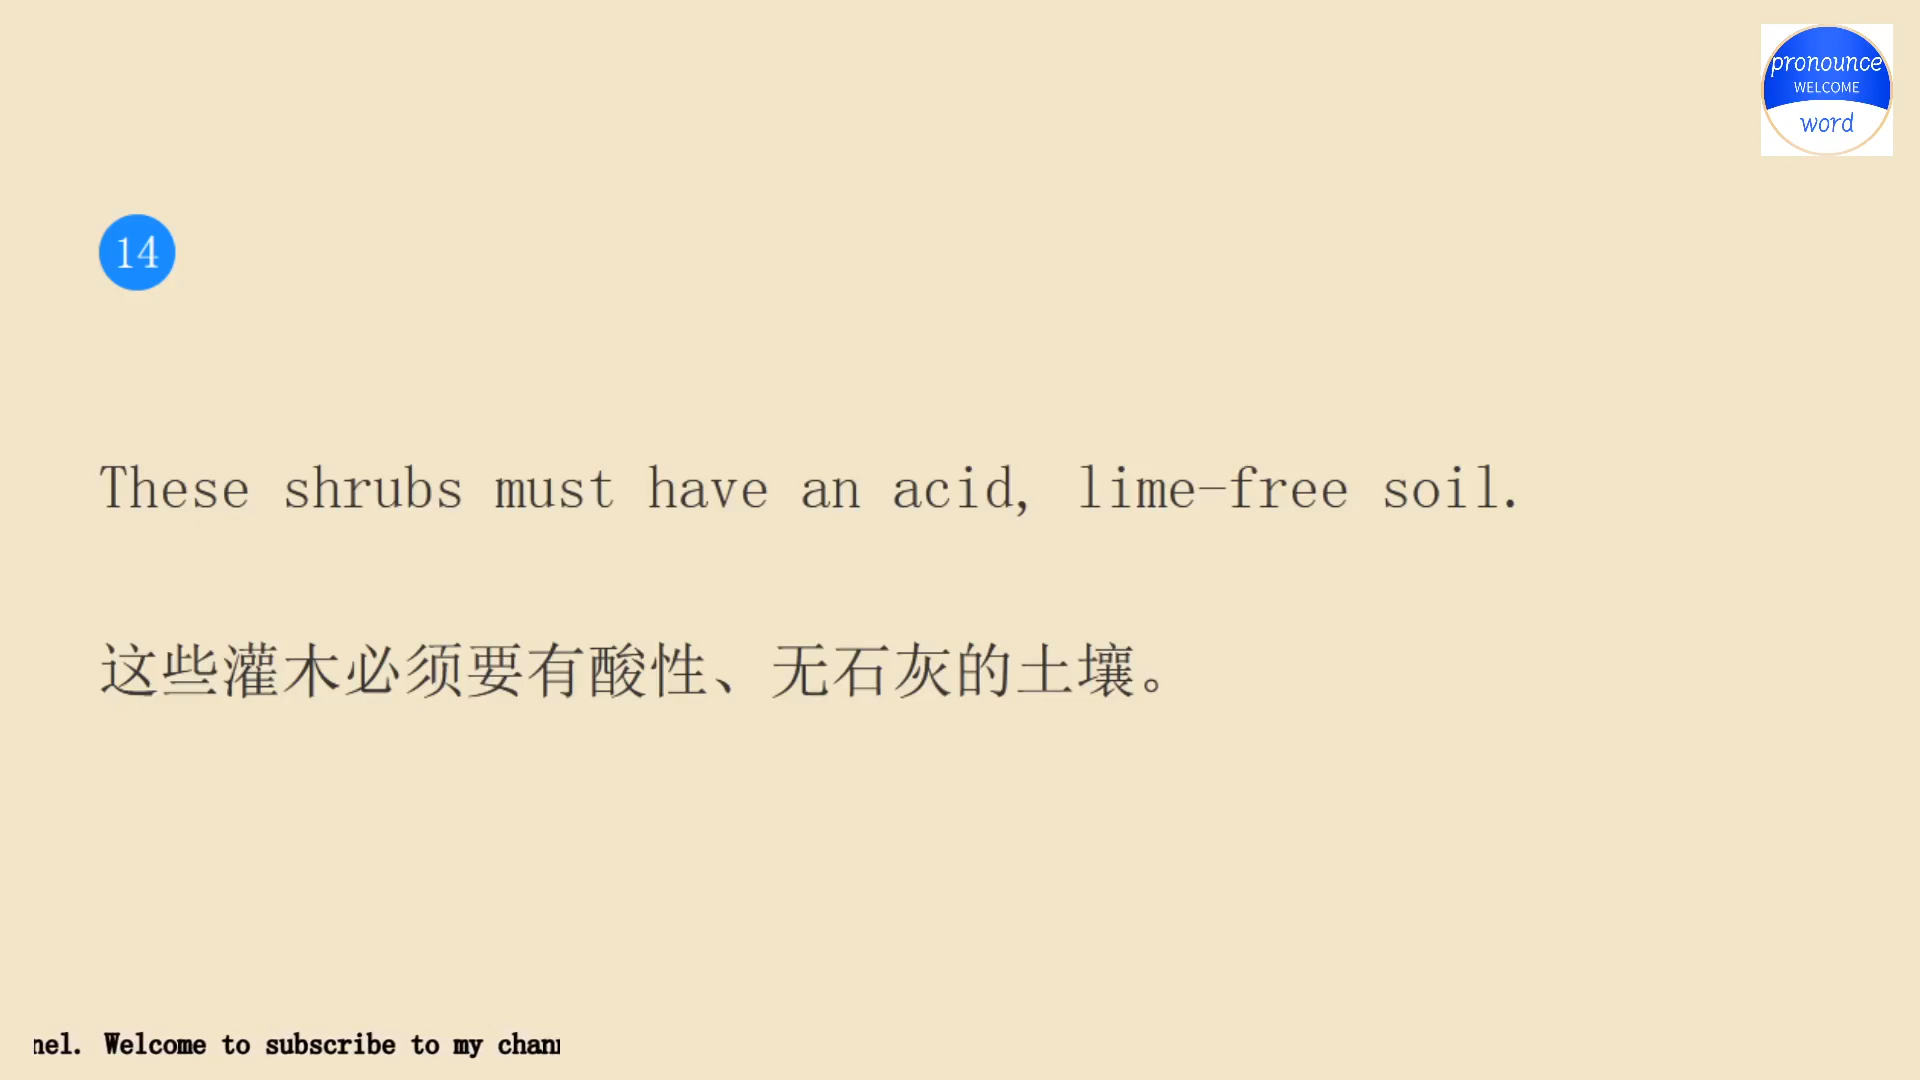 pronounce
WELCOME
word
14
These shrubs must have an acid, lime-free soil.
这些灌木必须要有酸性、无石灰的土壤。
nel. Welcome to subscribe to my chann